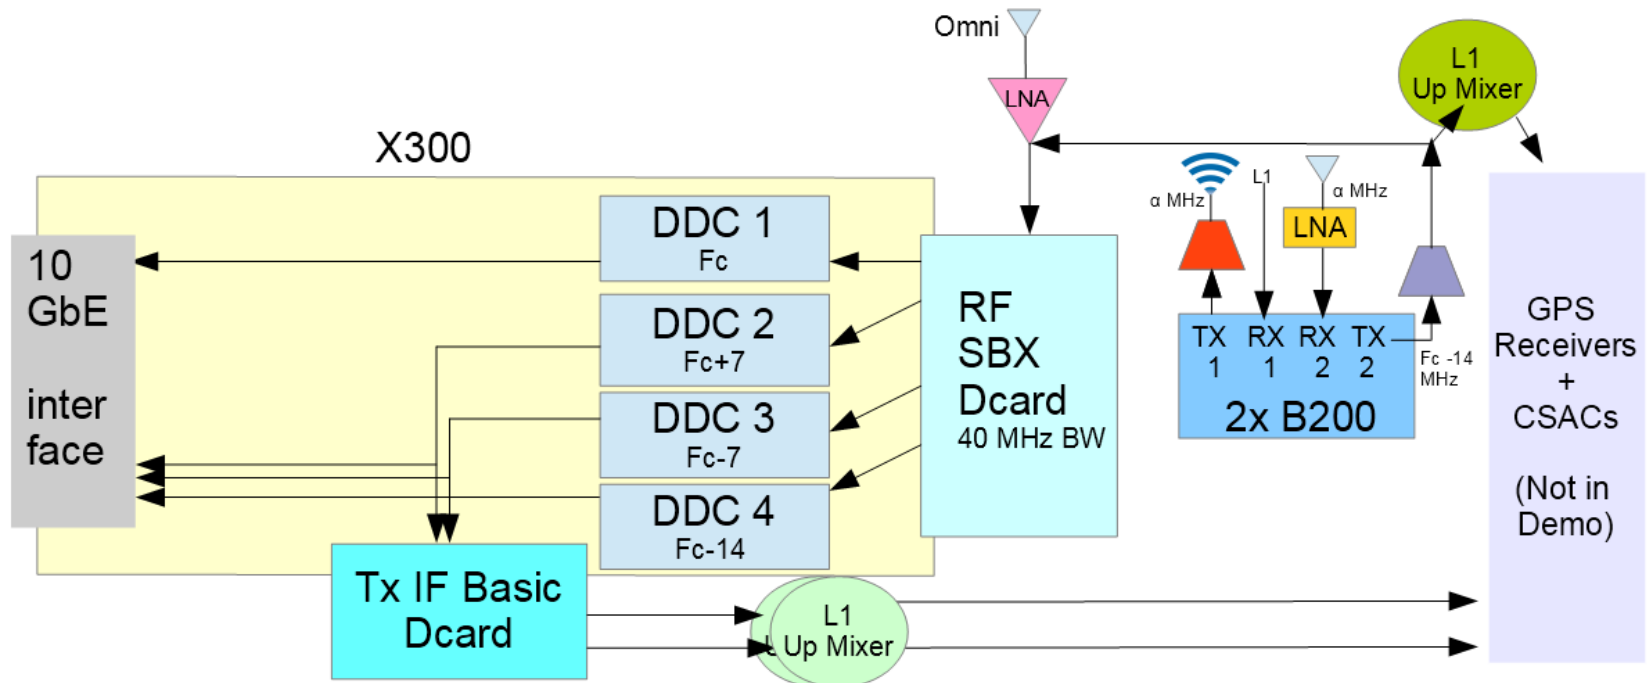 Omni
LNA
L1
Up Mixer
X300
10
GbE
inter
face
DDC 1
Fc
DDC 2
Fc+7
DDC 3
Fc-7
DDC 4
Fc-14
RF
SBX
Dcard
40 MHz BW
α MHz
L1
α MHz
LNA
TX
1
RX
1
RX
2
TX
2
2x B200
Fc -14
MHz
GPS
Receivers
+
CSACs
(Not in
Demo)
Tx IF Basic
Dcard
L1
Up Mixer